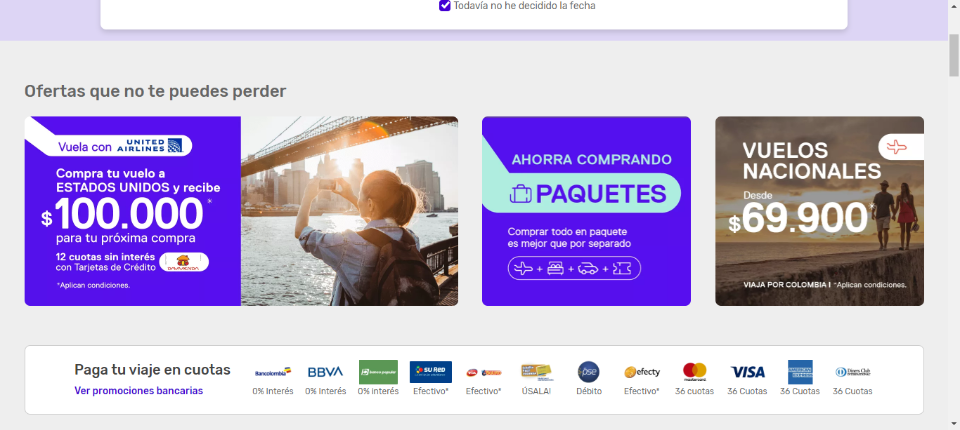 Todavía no he decidido la fecha
Ofertas que no te puedes perder
Vuela con UNITED AIRLINES
Compra tu vuelo a
ESTADOS UNIDOS y recibe
$100.000*
para tu próxima compra
12 cuotas sin interés
con Tarjetas de Crédito DAVIVIENDA
*Aplican condiciones.
AHORRA COMPRANDO
PAQUETES
Comprar todo en paquete
es mejor que por separado
+ + +
VUELOS
NACIONALES
Desde
$69.900*
VIAJA POR COLOMBIA I *Aplican condiciones.
Paga tu viaje en cuotas
Ver promociones bancarias
Bancolombia
0% Interés
BBVA
0% Interés
banco popular
0% interés
SU RED
Efectivo*
Efectivo*
ÚSALA!
pse
Débito
efecty
Efectivo*
mastercard
36 cuotas
VISA
36 Cuotas
AMERICAN EXPRESS
36 Cuotas
Diners Club
INTERNATIONAL
36 Cuotas